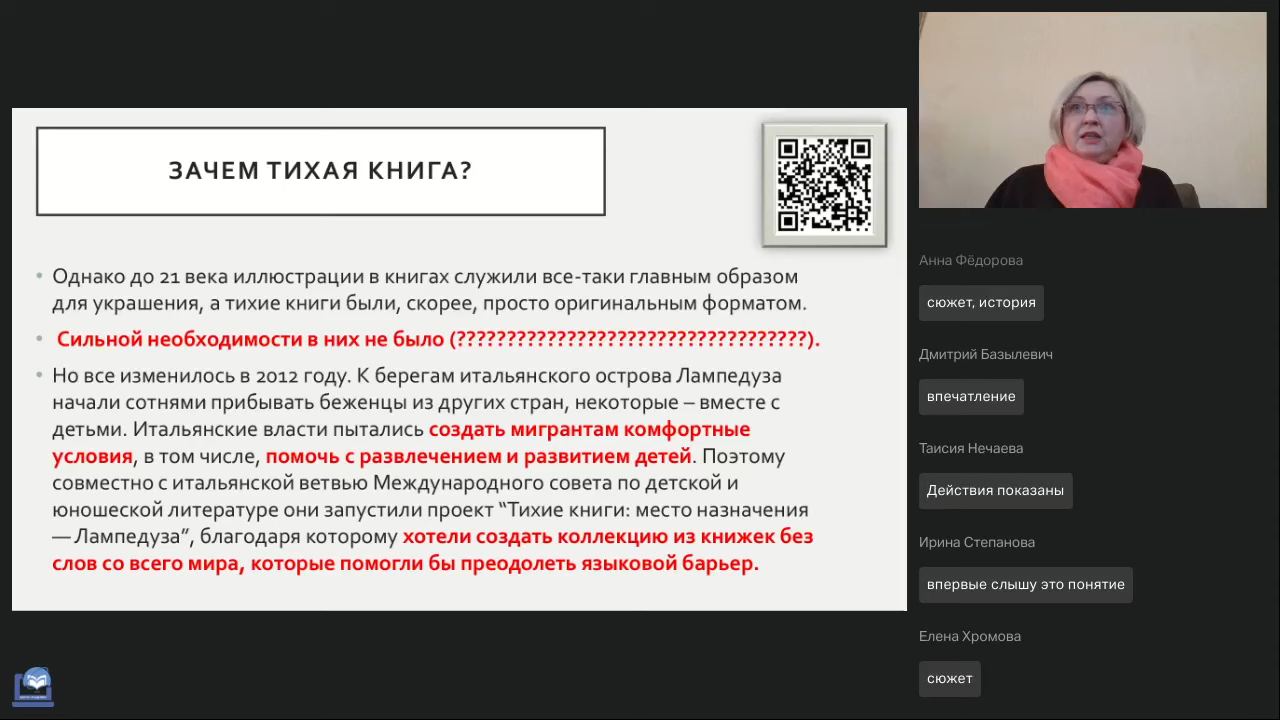 ЗАЧЕМ ТИХАЯ КНИГА?
• Однако до 21 века иллюстрации в книгах служили все-таки главным образом
для украшения, а тихие книги были, скорее, просто оригинальным форматом.
• Сильной необходимости в них не было (???????????????????????????????????).
• Но все изменилось в 2012 году. К берегам итальянского острова Лампедуза
начали сотнями прибывать беженцы из других стран, некоторые – вместе с
детьми. Итальянские власти пытались создать мигрантам комфортные
условия, в том числе, помочь с развлечением и развитием детей. Поэтому
совместно с итальянской ветвью Международного совета по детской и
юношеской литературе они запустили проект “Тихие книги: место назначения
— Лампедуза”, благодаря которому хотели создать коллекцию из книжек без
слов со всего мира, которые помогли бы преодолеть языковой барьер.
Анна Фёдорова
сюжет, история
Дмитрий Базылевич
впечатление
Таисия Нечаева
Действия показаны
Ирина Степанова
впервые слышу это понятие
Елена Хромова
сюжет